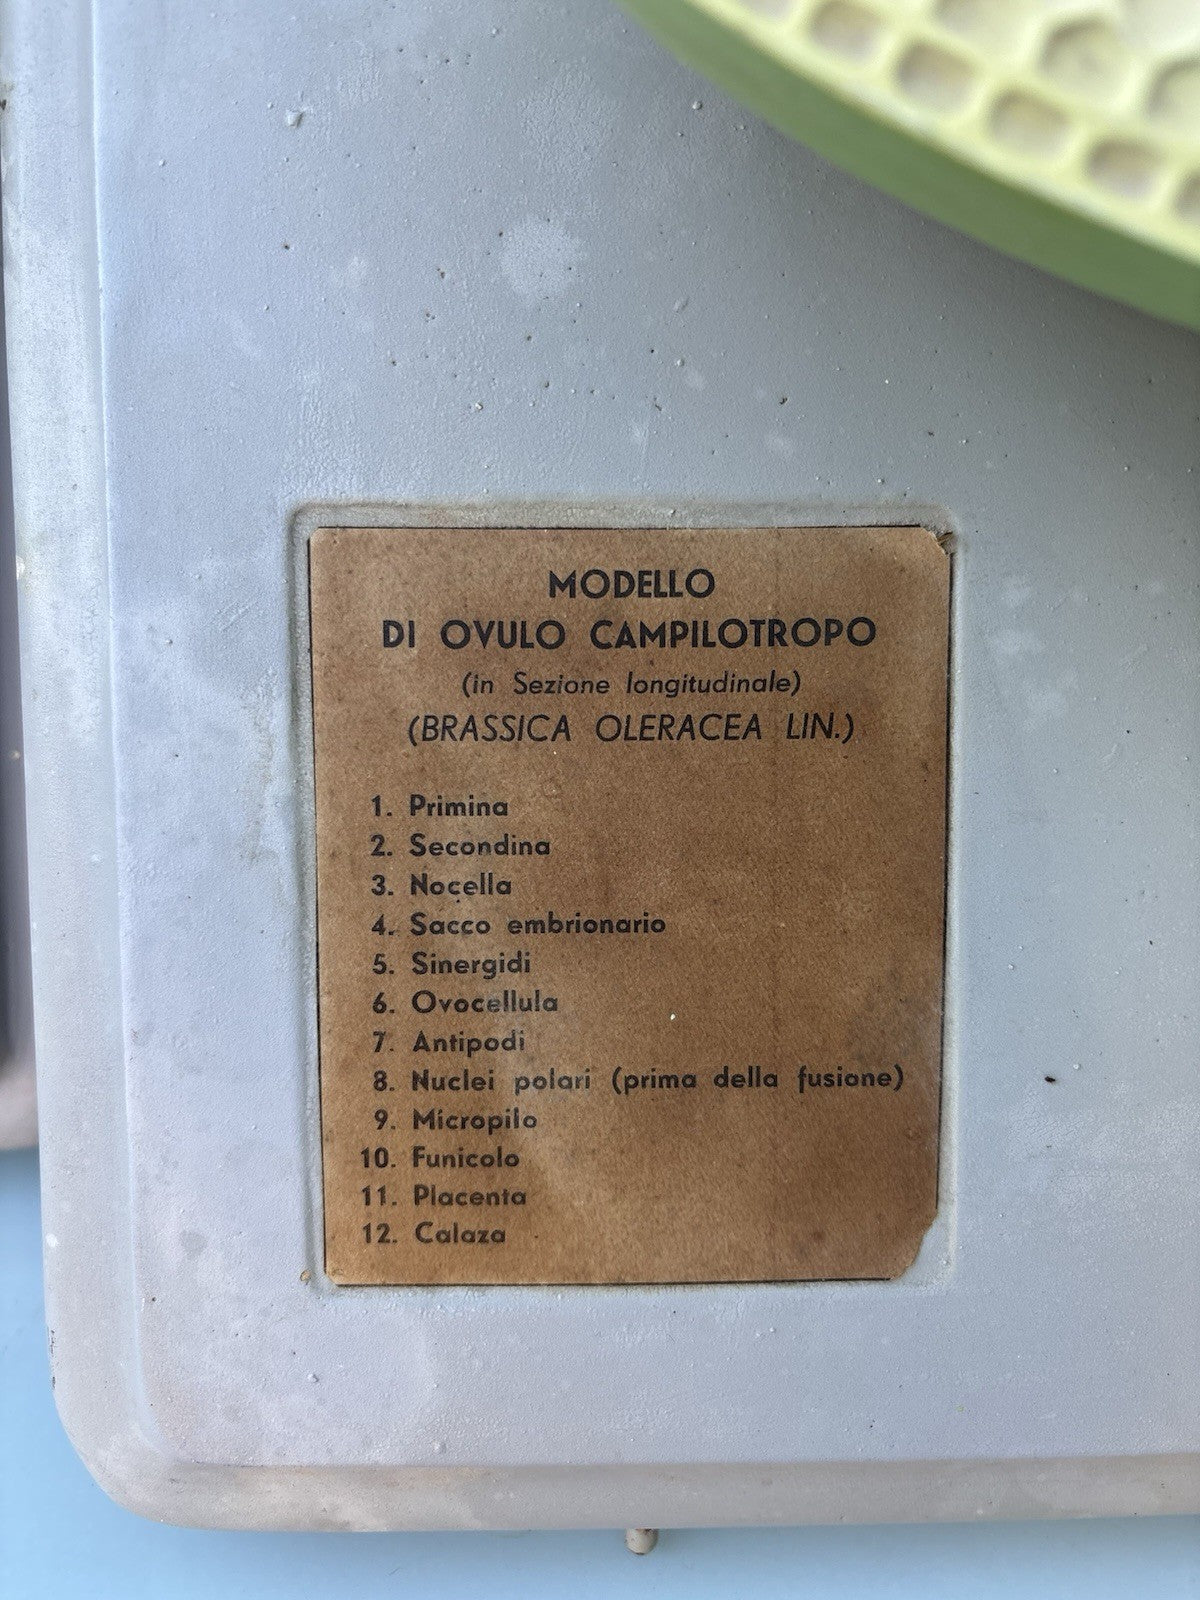 MODELLO
DI OVULO CAMPILOTROPO
(in Sezione longitudinale)
(BRASSICA OLERACEA LIN.)
1. Primina
2. Secondina
3. Nocella
4. Sacco embrionario
5. Sinergidi
6. Ovocellula
7. Antipodi
8. Nuclei polari (prima della fusione)
9. Micropilo
10. Funicolo
11. Placenta
12. Calaza